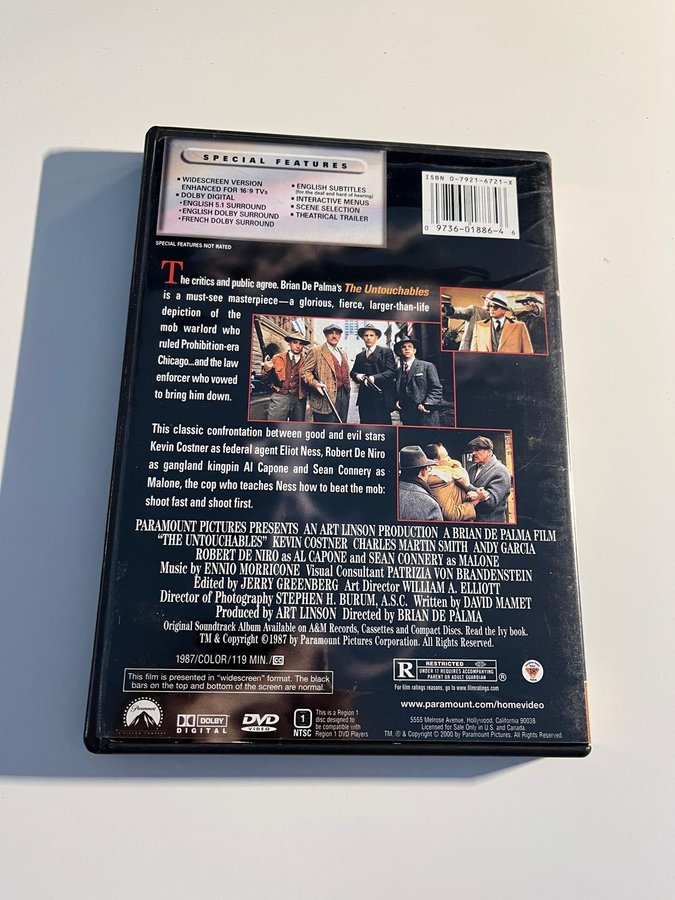 SPECIAL FEATURES
• WIDESCREEN VERSION
ENHANCED FOR 16:9 TVs
• DOLBY DIGITAL
• ENGLISH 5.1 SURROUND
• ENGLISH DOLBY SURROUND
• FRENCH DOLBY SURROUND
• ENGLISH SUBTITLES
(for the deaf and hard of hearing)
• INTERACTIVE MENUS
• SCENE SELECTION
• THEATRICAL TRAILER
SPECIAL FEATURES NOT RATED
ISBN 0-7921-6721-X
0 9736-01886-4 6
The critics and public agree. Brian De Palma's The Untouchables
is a must-see masterpiece—a glorious, fierce, larger-than-life
depiction of the
mob warlord who
ruled Prohibition-era
Chicago...and the law
enforcer who vowed
to bring him down.
This classic confrontation between good and evil stars
Kevin Costner as federal agent Eliot Ness, Robert De Niro
as gangland kingpin Al Capone and Sean Connery as
Malone, the cop who teaches Ness how to beat the mob:
shoot fast and shoot first.
PARAMOUNT PICTURES PRESENTS AN ART LINSON PRODUCTION A BRIAN DE PALMA FILM
"THE UNTOUCHABLES" KEVIN COSTNER CHARLES MARTIN SMITH ANDY GARCIA
ROBERT DE NIRO AS AL CAPONE AND SEAN CONNERY AS MALONE
Music by ENNIO MORRICONE Visual Consultant PATRIZIA VON BRANDENSTEIN
Edited by JERRY GREENBERG Art Director WILLIAM A. ELLIOTT
Director of Photography STEPHEN H. BURUM, A.S.C. Written by DAVID MAMET
Produced by ART LINSON Directed by BRIAN DE PALMA
Original Soundtrack Album Available on A&M Records, Cassettes and Compact Discs. Read the Ivy book.
TM & Copyright ©1987 by Paramount Pictures Corporation. All Rights Reserved.
1987/COLOR/119 MIN./CC
This film is presented in "widescreen" format. The black
bars on the top and bottom of the screen are normal.
R RESTRICTED
UNDER 17 REQUIRES ACCOMPANYING
PARENT OR ADULT GUARDIAN
For film ratings reasons, go to www.filmratings.com
www.paramount.com/homevideo
5555 Melrose Avenue, Hollywood, California 90038.
Licensed for Sale Only in U.S. and Canada.
TM, ® & Copyright © 2000 by Paramount Pictures. All Rights Reserved.
Paramount
DOLBY
DIGITAL
DVD
VIDEO
1
NTSC
This is a Region 1
disc designed to
be compatible with
Region 1 DVD Players